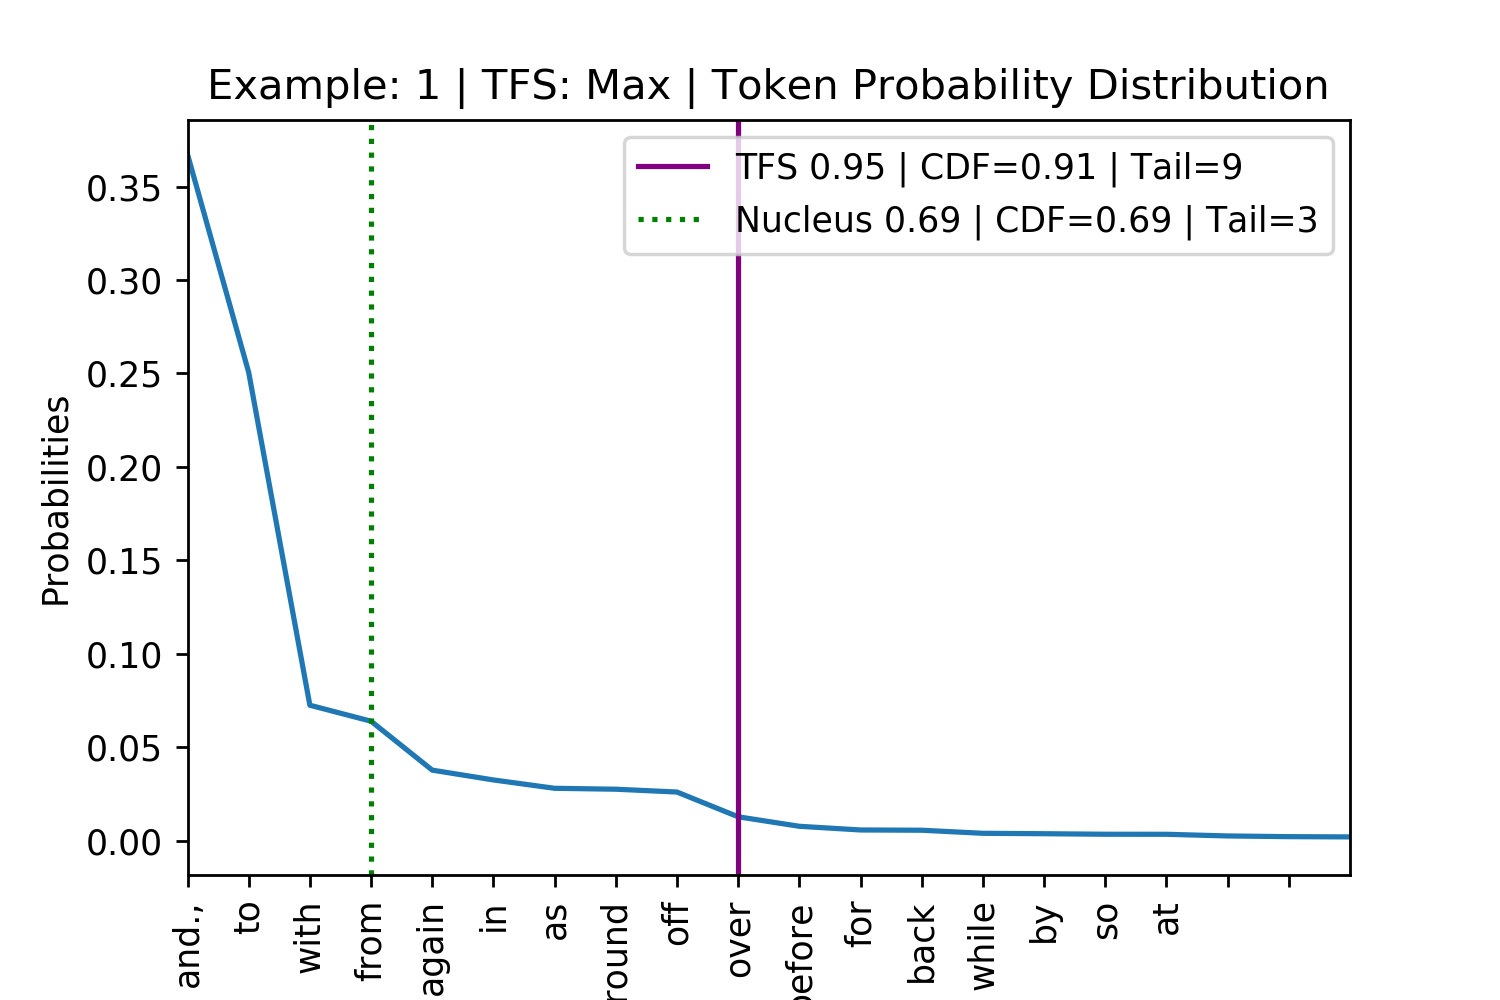 Example: 1 | TFS: Max | Token Probability Distribution
TFS 0.95 | CDF=0.91 | Tail=9
Nucleus 0.69 | CDF=0.69 | Tail=3
Probabilities
0.35
0.30
0.25
0.20
0.15
0.10
0.05
0.00
and.,
to
with
from
again
in
as
round
off
over
before
for
back
while
by
so
at